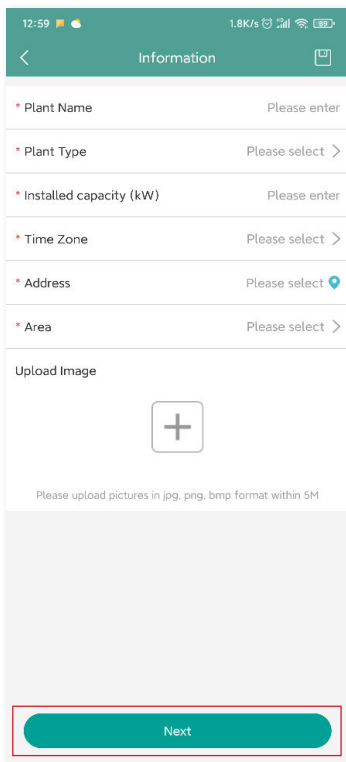 12:59 1.8K/s 89
Information
* Plant Name Please enter
* Plant Type Please select
* Installed capacity (kW) Please enter
* Time Zone Please select
* Address Please select
* Area Please select
Upload Image
Please upload pictures in jpg, png, bmp format within 5M
Next